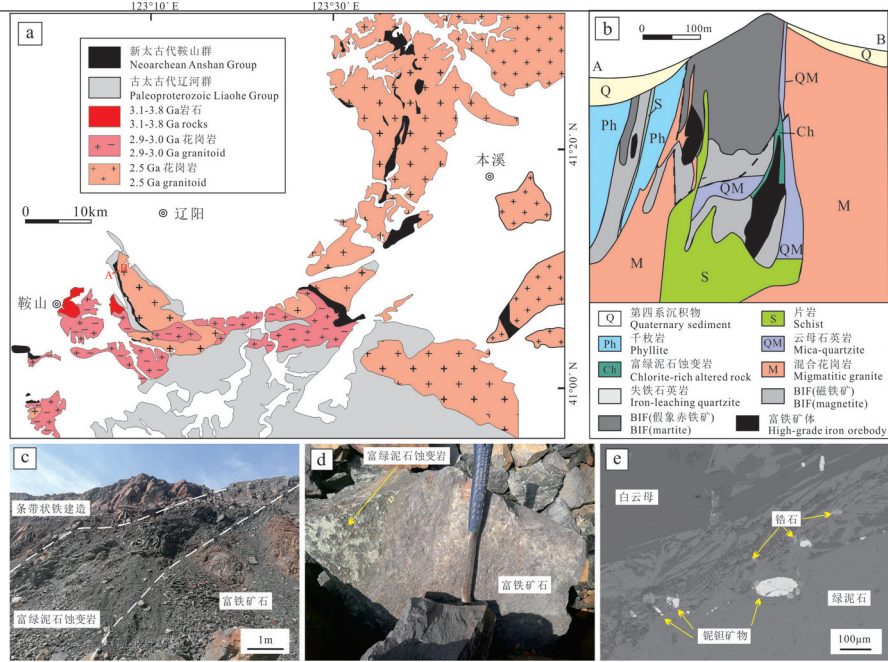 123°10′E
123°30′E
a
新太古代鞍山群
Neoarchean Anshan Group
古太古代辽河群
Paleoproterozoic Liaohe Group
3.1-3.8 Ga岩石
3.1-3.8 Ga rocks
2.9-3.0 Ga 花岗岩
2.9-3.0 Ga granitoid
2.5 Ga 花岗岩
2.5 Ga granitoid
0 10km
辽阳
本溪
鞍山
A B
41°20′N
41°00′N
b
0 100m
A
B
Q
Q
QM
S
Ph
Ph
Ch
QM
M
M
QM
S
Q 第四系沉积物
Quaternary sediment
S 片岩
Schist
Ph 千枚岩
Phyllite
QM 云母石英岩
Mica-quartzite
Ch 富绿泥石蚀变岩
Chlorite-rich altered rock
M 混合花岗岩
Migmatitic granite
失铁石英岩
Iron-leaching quartzite
BIF(磁铁矿)
BIF(magnetite)
BIF(假象赤铁矿)
BIF(martite)
富铁矿体
High-grade iron orebody
c
条带状铁建造
富绿泥石蚀变岩
富铁矿石
1m
d
富绿泥石蚀变岩
富铁矿石
e
白云母
锆石
绿泥石
铌钽矿物
100μm